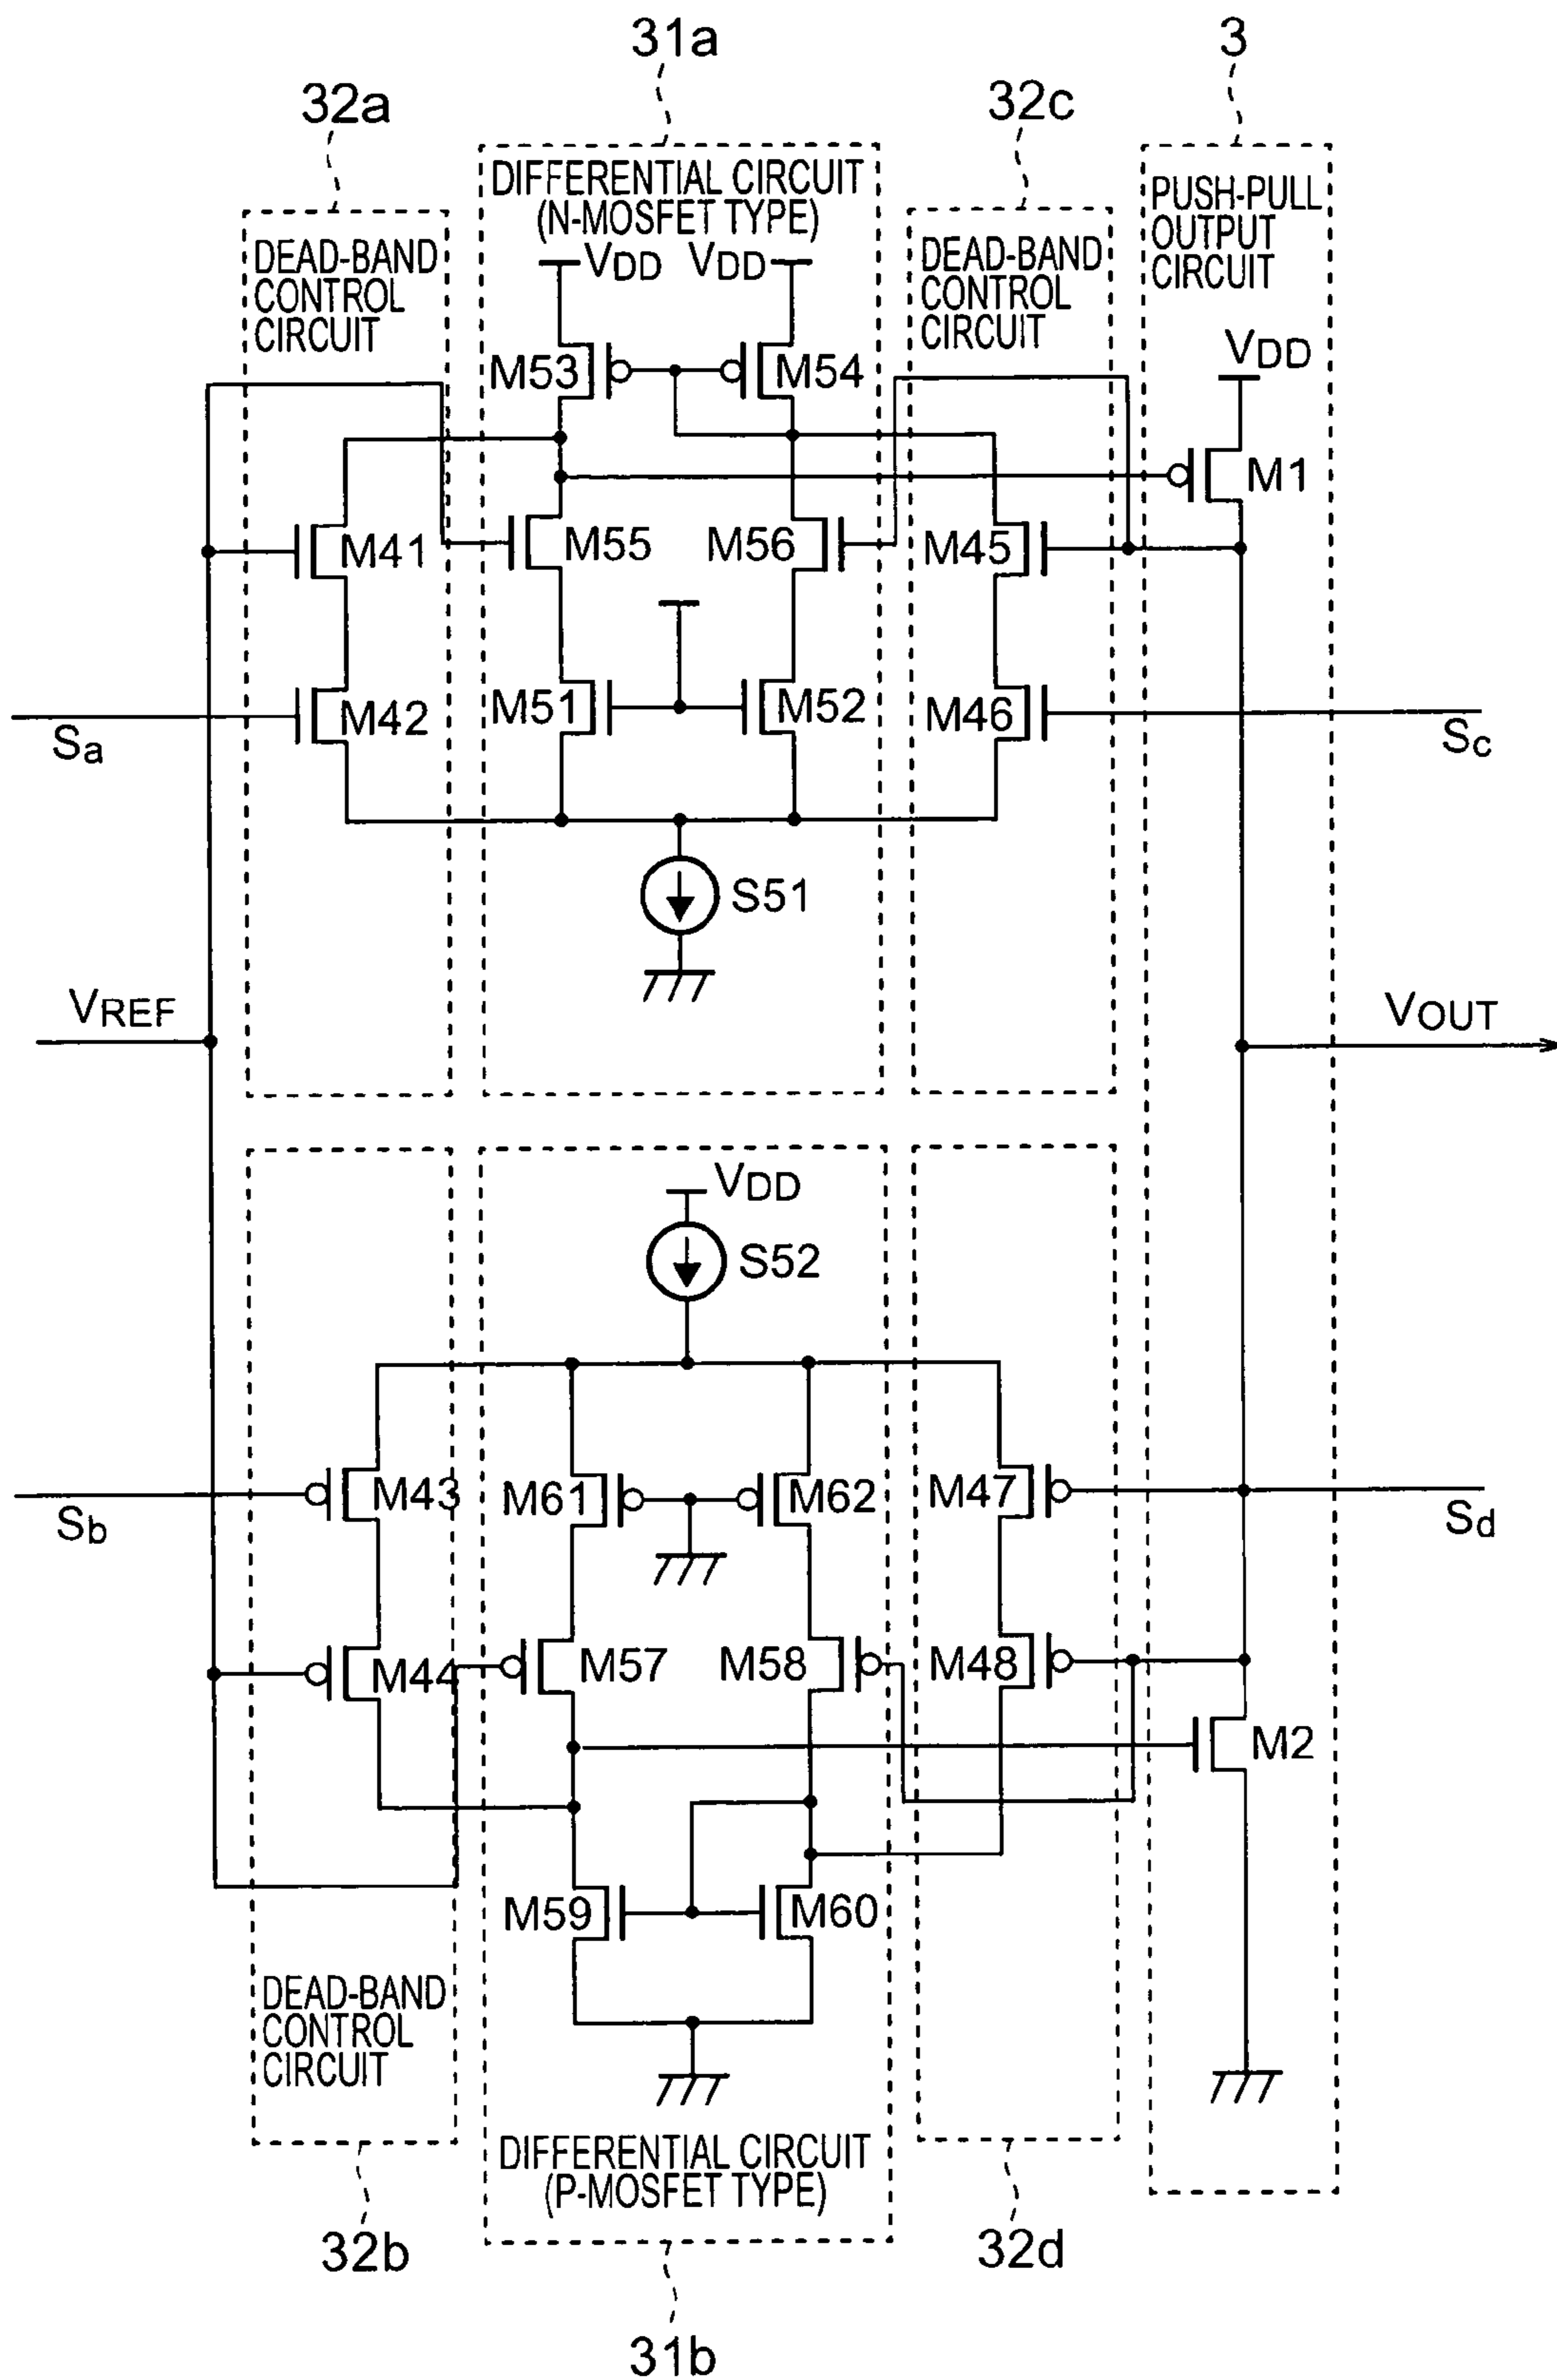 31a
3
32a
32c
DIFFERENTIAL CIRCUIT
(N-MOSFET TYPE)
PUSH-PULL
OUTPUT
CIRCUIT
DEAD-BAND
CONTROL
CIRCUIT
DEAD-BAND
CONTROL
CIRCUIT
VDD
VDD
VDD
M53
M54
M1
M41
M55
M56
M45
M42
M51
M52
M46
Sa
Sc
S51
VREF
VOUT
VDD
S52
M43
M61
M62
M47
Sb
Sd
M44
M57
M58
M48
M2
M59
M60
DEAD-BAND
CONTROL
CIRCUIT
DIFFERENTIAL CIRCUIT
(P-MOSFET TYPE)
32b
32d
31b